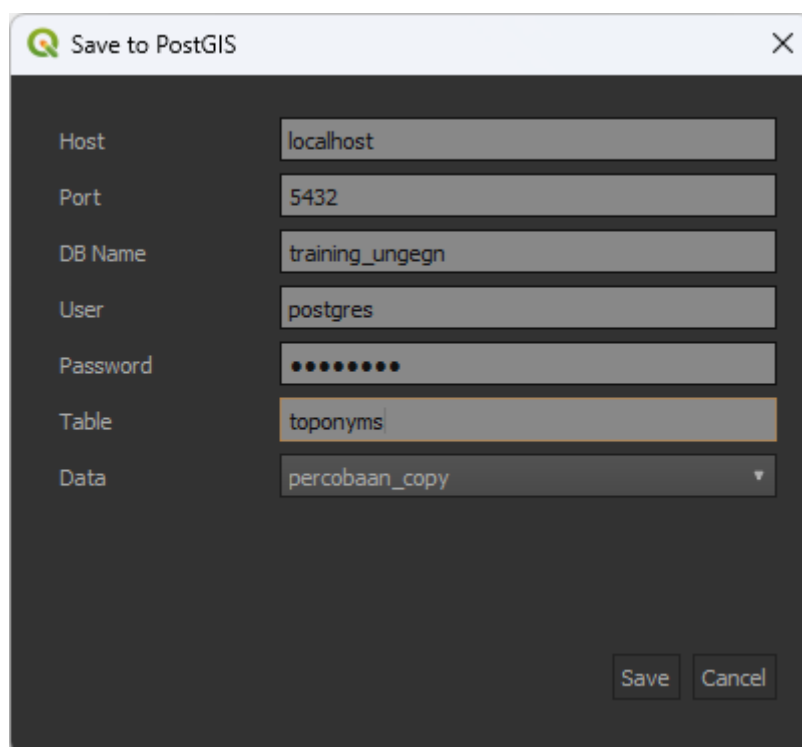 Save to PostGIS
Host localhost
Port 5432
DB Name training_ungegn
User postgres
Password ●●●●●●●●
Table toponyms
Data percobaan_copy
Save Cancel